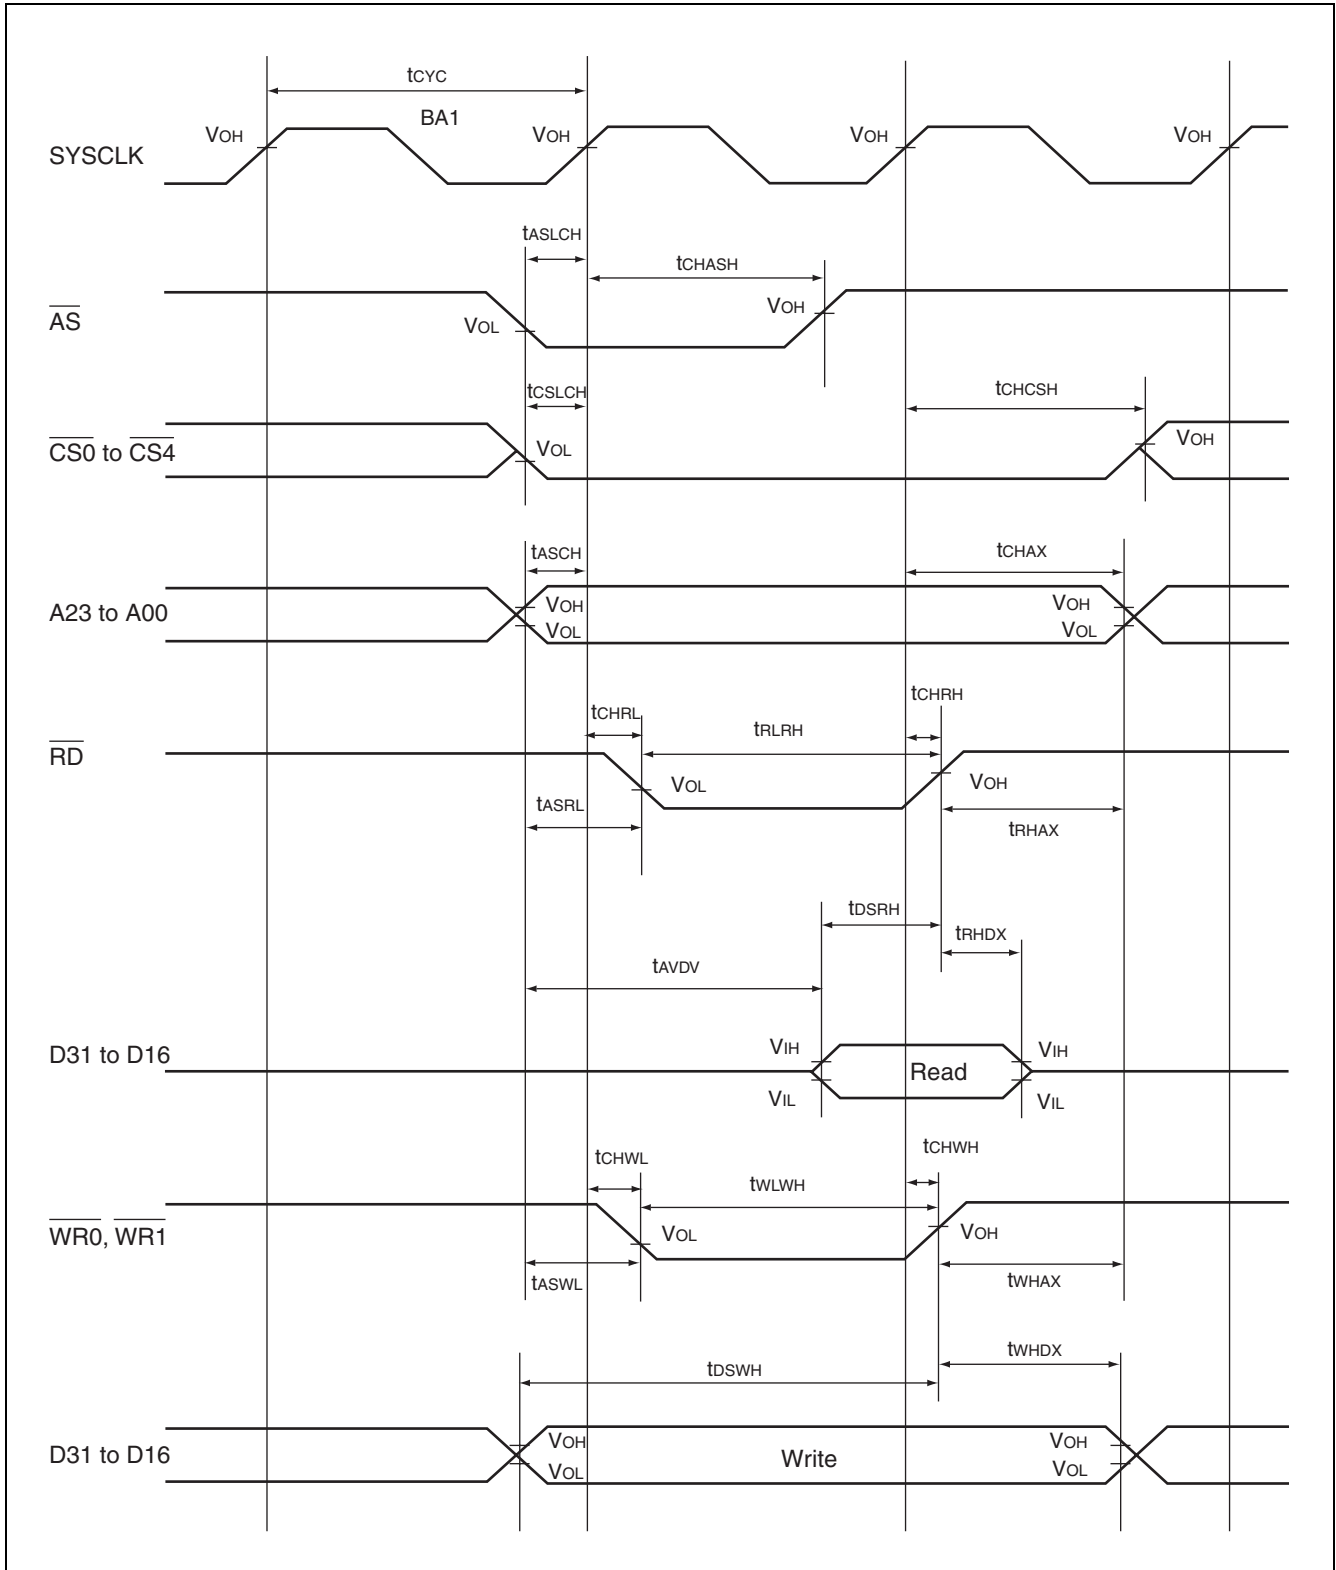 tCYC
BA1
VOH
VOH
VOH
VOH
SYSCLK
tASLCH
tCHASH
AS
VOL
VOH
tCSLCH
tCHCSH
CS0 to CS4
VOL
VOH
tASCH
tCHAX
A23 to A00
VOH
VOL
VOH
VOL
tCHRL
tRLRH
tCHRH
RD
VOL
VOH
tASRL
tRHAX
tDSRH
tRHDX
tAVDV
D31 to D16
VIH
VIL
Read
VIH
VIL
tCHWL
tWLWH
tCHWH
WR0, WR1
VOL
VOH
tASWL
tWHAX
tDSWH
tWHDX
D31 to D16
VOH
VOL
Write
VOH
VOL